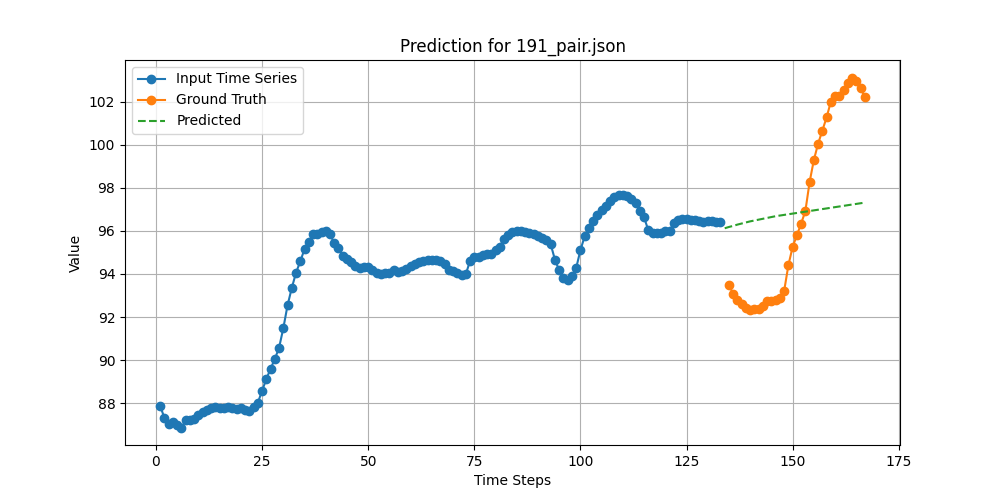 Prediction for 191_pair.json
Input Time Series
Ground Truth
Predicted
Value
102
100
98
96
94
92
90
88
0
25
50
75
100
125
150
175
Time Steps